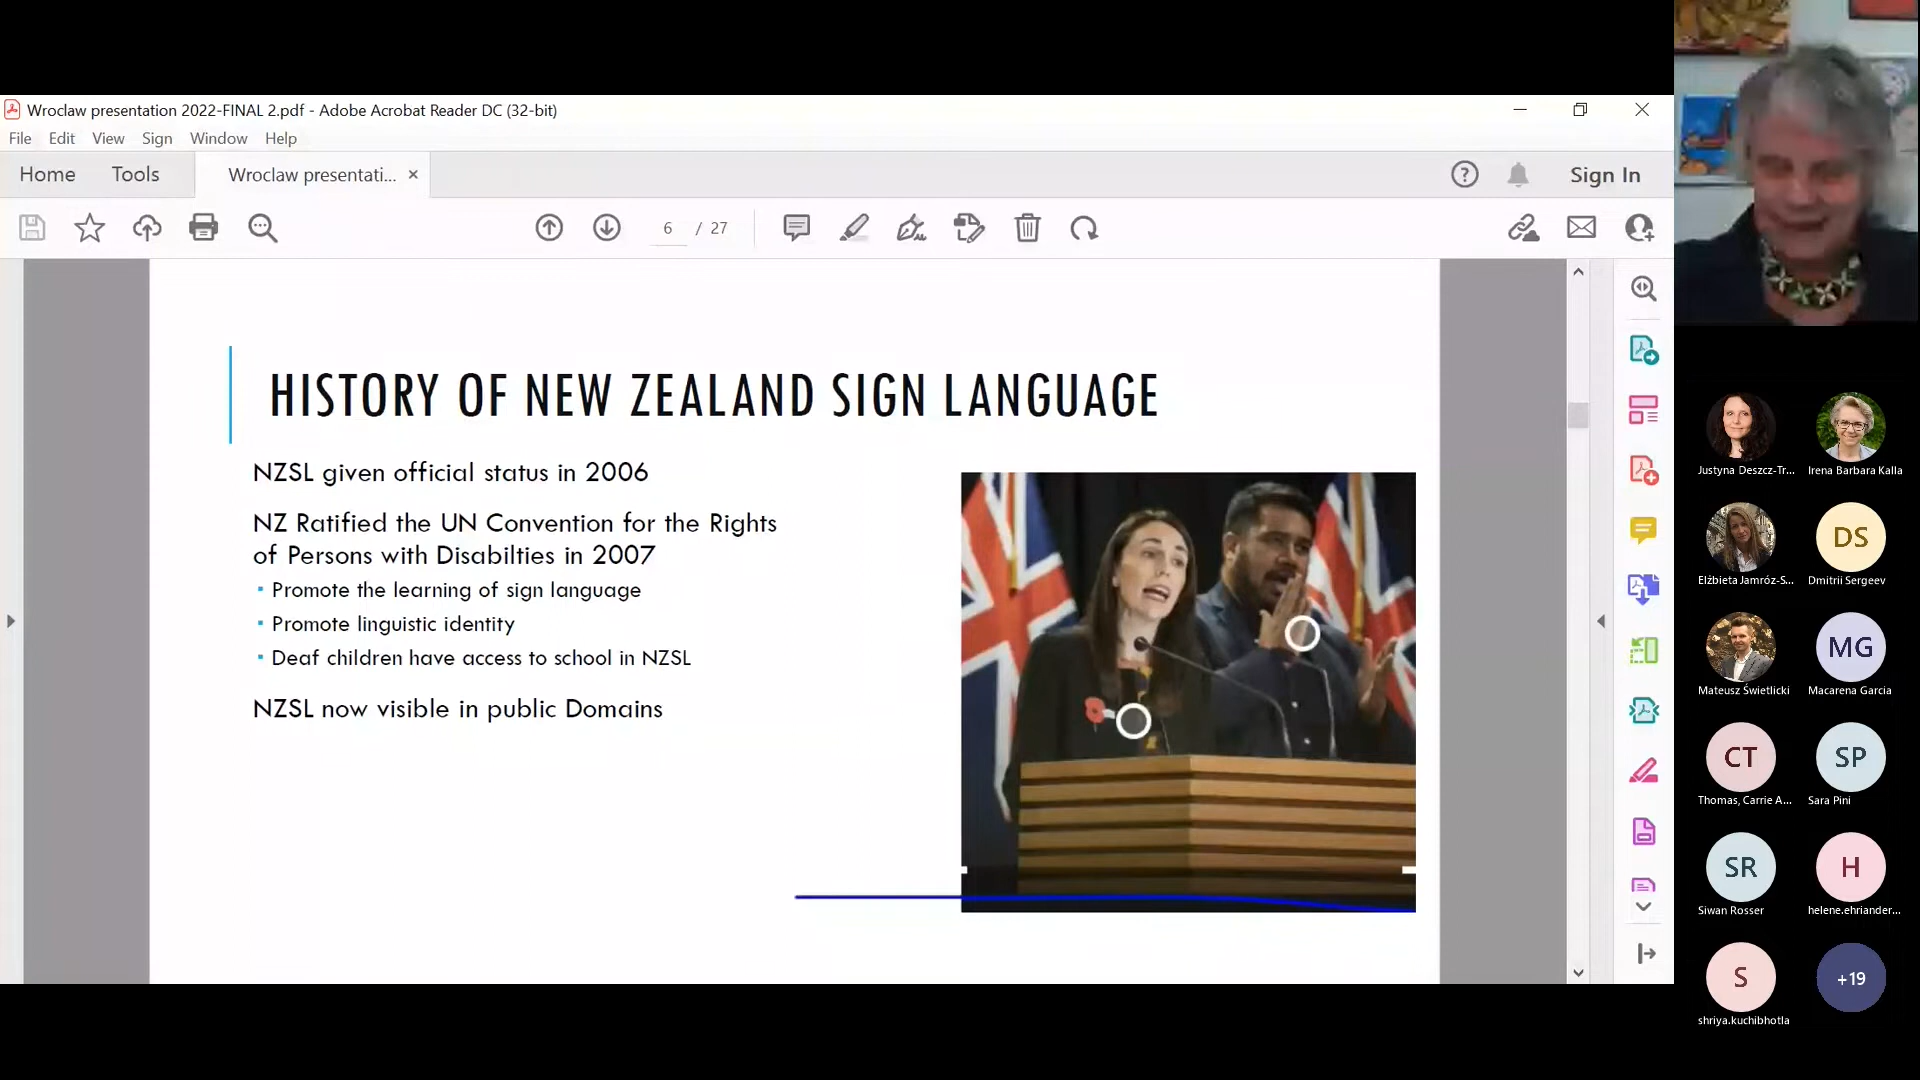 Wroclaw presentation 2022-FINAL 2.pdf - Adobe Acrobat Reader DC (32-bit)
File Edit View Sign Window Help
Home Tools Wroclaw presentati... × Sign In
6 / 27
HISTORY OF NEW ZEALAND SIGN LANGUAGE
NZSL given official status in 2006
NZ Ratified the UN Convention for the Rights
of Persons with Disabilties in 2007
▪ Promote the learning of sign language
▪ Promote linguistic identity
▪ Deaf children have access to school in NZSL
NZSL now visible in public Domains
Justyna Deszcz-Tr... Irena Barbara Kalla
DS
Elżbieta Jamróz-S... Dmitrii Sergeev
MG
Mateusz Świetlicki Macarena Garcia
CT SP
Thomas, Carrie A... Sara Pini
SR H
Siwan Rosser helene.ehriander...
S +19
shriya.kuchibhotla